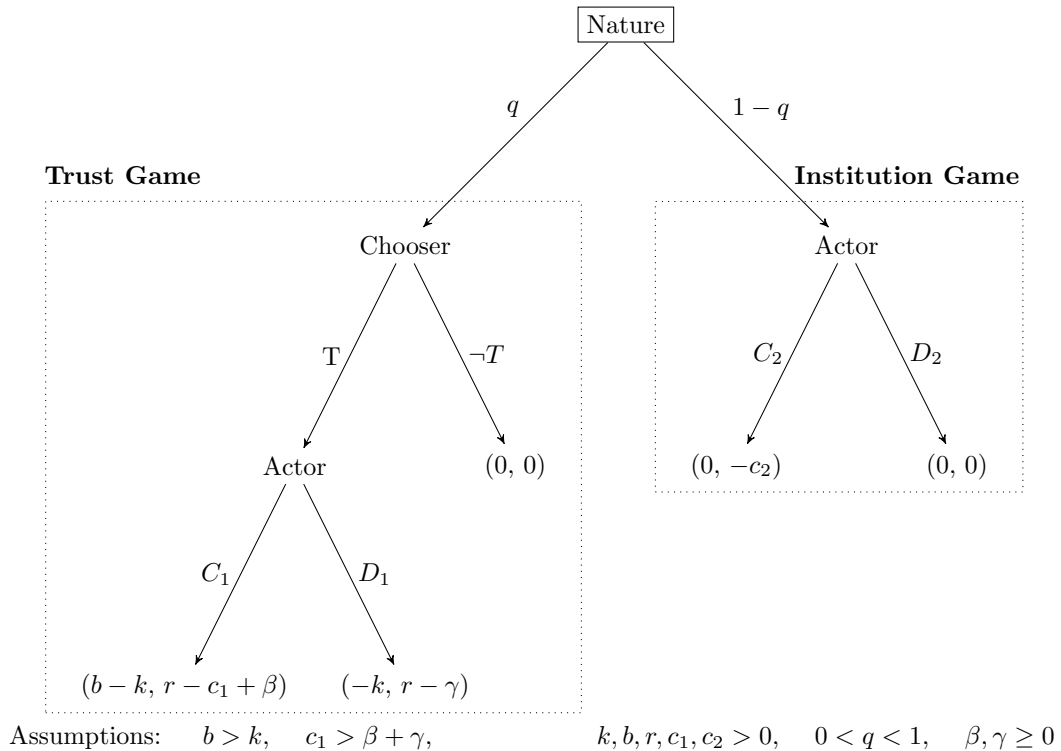 Nature
q
1 − q
Trust Game
Institution Game
Chooser
Actor
T
¬T
C₂
D₂
Actor
(0, 0)
(0, −c₂)
(0, 0)
C₁
D₁
(b − k, r − c₁ + β)
(−k, r − γ)
Assumptions: b > k, c₁ > β + γ, k, b, r, c₁, c₂ > 0, 0 < q < 1, β, γ ≥ 0